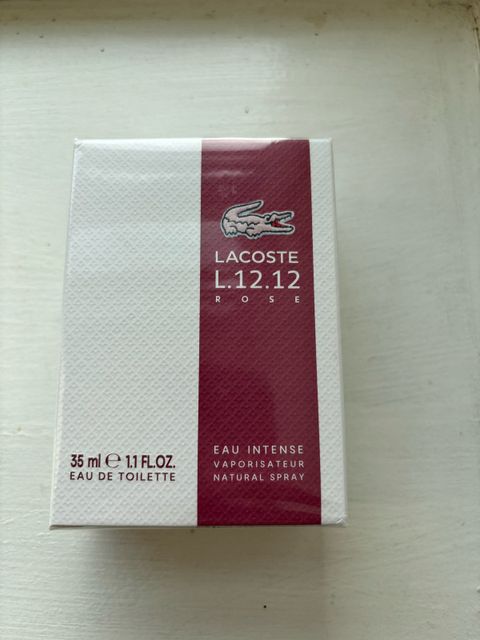 LACOSTE
L.12.12
ROSE
35 ml ℮ 1.1 FL.OZ.
EAU DE TOILETTE
EAU INTENSE
VAPORISATEUR
NATURAL SPRAY